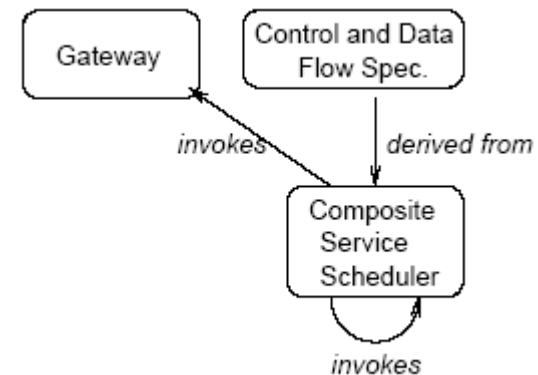 Gateway
Control and Data
Flow Spec.
invokes
derived from
Composite
Service
Scheduler
invokes